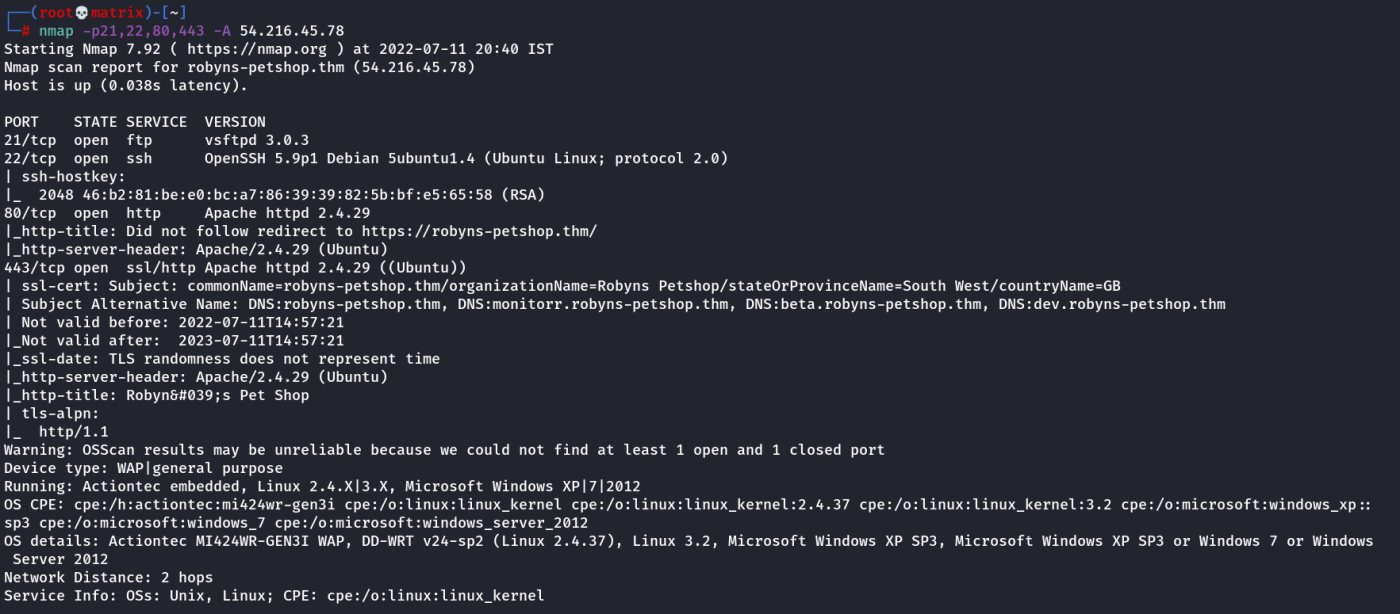 ┌──(root💀matrix)-[~]
└─# nmap -p21,22,80,443 -A 54.216.45.78
Starting Nmap 7.92 ( https://nmap.org ) at 2022-07-11 20:40 IST
Nmap scan report for robyns-petshop.thm (54.216.45.78)
Host is up (0.038s latency).

PORT    STATE SERVICE  VERSION
21/tcp  open  ftp      vsftpd 3.0.3
22/tcp  open  ssh      OpenSSH 5.9p1 Debian 5ubuntu1.4 (Ubuntu Linux; protocol 2.0)
| ssh-hostkey:
|_  2048 46:b2:81:be:e0:bc:a7:86:39:39:82:5b:bf:e5:65:58 (RSA)
80/tcp  open  http     Apache httpd 2.4.29
|_http-title: Did not follow redirect to https://robyns-petshop.thm/
|_http-server-header: Apache/2.4.29 (Ubuntu)
443/tcp open  ssl/http Apache httpd 2.4.29 ((Ubuntu))
| ssl-cert: Subject: commonName=robyns-petshop.thm/organizationName=Robyns Petshop/stateOrProvinceName=South West/countryName=GB
| Subject Alternative Name: DNS:robyns-petshop.thm, DNS:monitorr.robyns-petshop.thm, DNS:beta.robyns-petshop.thm, DNS:dev.robyns-petshop.thm
| Not valid before: 2022-07-11T14:57:21
|_Not valid after:  2023-07-11T14:57:21
|_ssl-date: TLS randomness does not represent time
|_http-server-header: Apache/2.4.29 (Ubuntu)
|_http-title: Robyn&#039;s Pet Shop
| tls-alpn:
|_  http/1.1
Warning: OSScan results may be unreliable because we could not find at least 1 open and 1 closed port
Device type: WAP|general purpose
Running: Actiontec embedded, Linux 2.4.X|3.X, Microsoft Windows XP|7|2012
OS CPE: cpe:/h:actiontec:mi424wr-gen3i cpe:/o:linux:linux_kernel cpe:/o:linux:linux_kernel:2.4.37 cpe:/o:linux:linux_kernel:3.2 cpe:/o:microsoft:windows_xp::
sp3 cpe:/o:microsoft:windows_7 cpe:/o:microsoft:windows_server_2012
OS details: Actiontec MI424WR-GEN3I WAP, DD-WRT v24-sp2 (Linux 2.4.37), Linux 3.2, Microsoft Windows XP SP3, Microsoft Windows XP SP3 or Windows 7 or Windows
 Server 2012
Network Distance: 2 hops
Service Info: OSs: Unix, Linux; CPE: cpe:/o:linux:linux_kernel